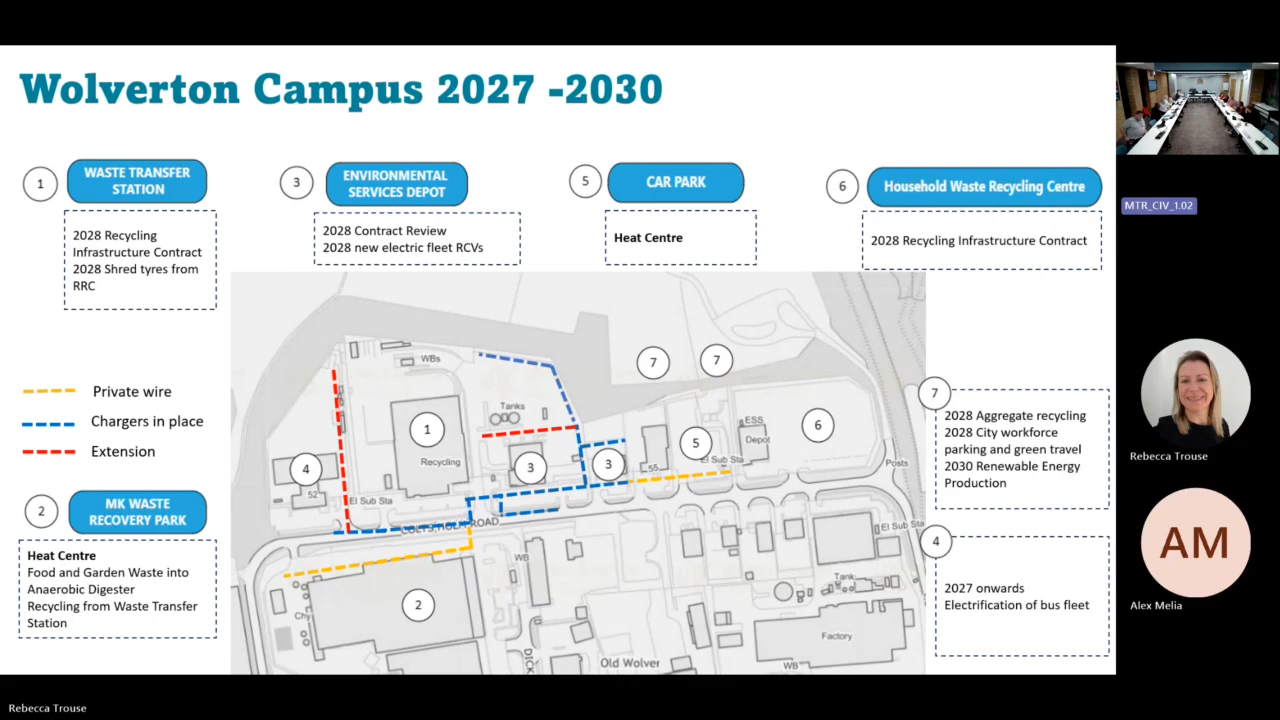 Wolverton Campus 2027 -2030
1
WASTE TRANSFER
STATION
2028 Recycling
Infrastructure Contract
2028 Shred tyres from
RRC
3
ENVIRONMENTAL
SERVICES DEPOT
2028 Contract Review
2028 new electric fleet RCVs
5
CAR PARK
Heat Centre
6
Household Waste Recycling Centre
2028 Recycling Infrastructure Contract
Private wire
Chargers in place
Extension
2
MK WASTE
RECOVERY PARK
Heat Centre
Food and Garden Waste into
Anaerobic Digester
Recycling from Waste Transfer
Station
WBs
7
7
Tanks
1
Recycling
4
52
El Sub Sta
3
3
55
5
El Sub Sta
ESS
Depot
6
Posts
COLTS HOLM ROAD
El Sub Sta
WB
2
Chy
Tank
Factory
Old Wolver
WB
DICK
7
2028 Aggregate recycling
2028 City workforce
parking and green travel
2030 Renewable Energy
Production
4
2027 onwards
Electrification of bus fleet
MTR_CIV_1.02
Rebecca Trouse
AM
Alex Melia
Rebecca Trouse